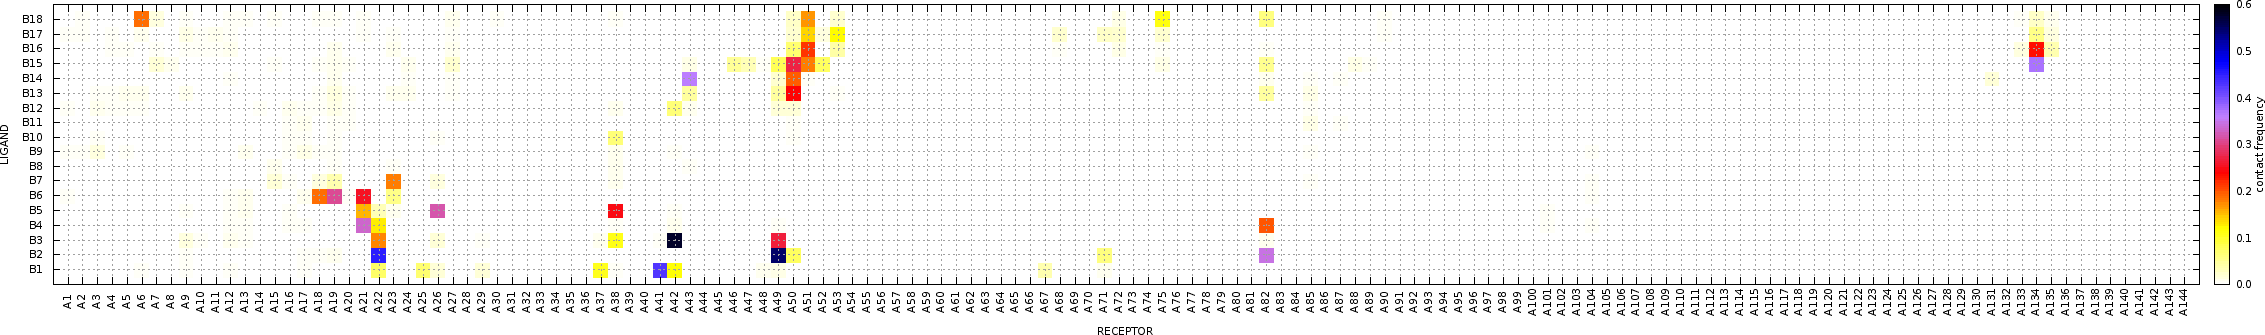 B18
B17
B16
B15
B14
B13
B12
B11
B10
B9
B8
B7
B6
B5
B4
B3
B2
B1
LIGAND
A1 A2 A3 A4 A5 A6 A7 A8 A9 A10 A11 A12 A13 A14 A15 A16 A17 A18 A19 A20 A21 A22 A23 A24 A25 A26 A27 A28 A29 A30 A31 A32 A33 A34 A35 A36 A37 A38 A39 A40 A41 A42 A43 A44 A45 A46 A47 A48 A49 A50 A51 A52 A53 A54 A55 A56 A57 A58 A59 A60 A61 A62 A63 A64 A65 A66 A67 A68 A69 A70 A71 A72 A73 A74 A75 A76 A77 A78 A79 A80 A81 A82 A83 A84 A85 A86 A87 A88 A89 A90 A91 A92 A93 A94 A95 A96 A97 A98 A99 A100 A101 A102 A103 A104 A105 A106 A107 A108 A109 A110 A111 A112 A113 A114 A115 A116 A117 A118 A119 A120 A121 A122 A123 A124 A125 A126 A127 A128 A129 A130 A131 A132 A133 A134 A135 A136 A137 A138 A139 A140 A141 A142 A143 A144
RECEPTOR
0.6
0.5
0.4
0.3
0.2
0.1
0.0
contact frequency